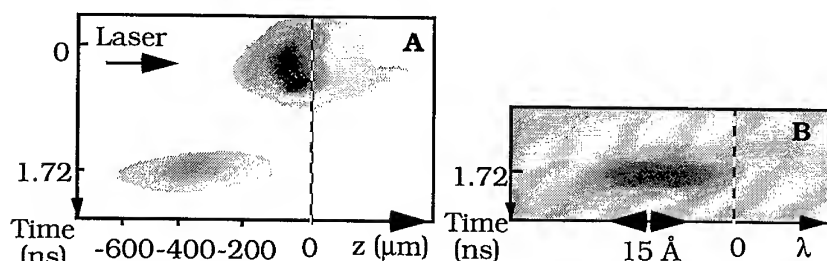 0
Laser
A
1.72
Time
(ns)
-600-400-200 0 z (μm)
B
1.72
Time
(ns)
15 Å 0 λ